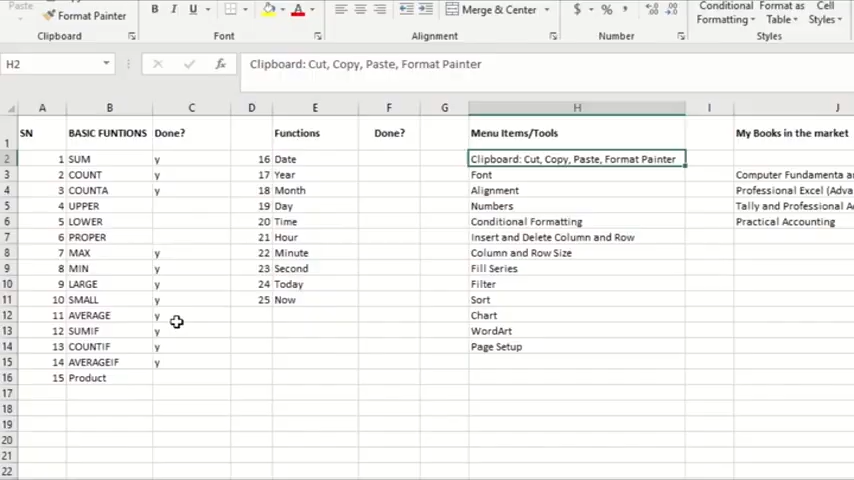 Paste
Format Painter
Clipboard
B I U
Font
Merge & Center
Alignment
$ % ,
Number
Conditional Formatting
Format as Table
Cell Styles
Styles
H2
fx
Clipboard: Cut, Copy, Paste, Format Painter
A B C D E F G H I J
1 SN BASIC FUNTIONS Done? Functions Done? Menu Items/Tools My Books in the market
2 1 SUM y 16 Date Clipboard: Cut, Copy, Paste, Format Painter
3 2 COUNT y 17 Year Font Computer Fundamenta a
4 3 COUNTA y 18 Month Alignment Professional Excel (Adva
5 4 UPPER 19 Day Numbers Tally and Professional A
6 5 LOWER 20 Time Conditional Formatting Practical Accounting
7 6 PROPER 21 Hour Insert and Delete Column and Row
8 7 MAX y 22 Minute Column and Row Size
9 8 MIN y 23 Second Fill Series
10 9 LARGE y 24 Today Filter
11 10 SMALL y 25 Now Sort
12 11 AVERAGE y Chart
13 12 SUMIF y WordArt
14 13 COUNTIF y Page Setup
15 14 AVERAGEIF y
16 15 Product
17
18
19
20
21
22